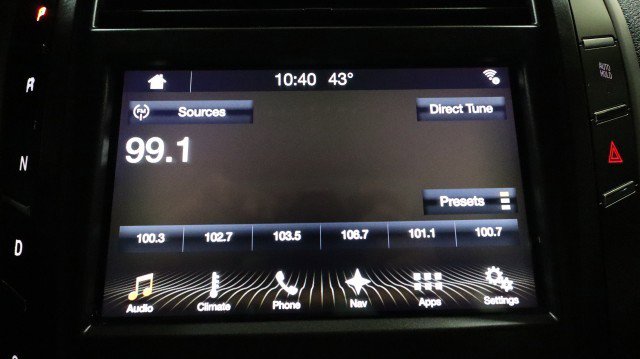 P
R
N
D
10:40 43°
FM Sources
Direct Tune
99.1
Presets
100.3 102.7 103.5 106.7 101.1 100.7
Audio Climate Phone Nav Apps Settings
AUTO
HOLD